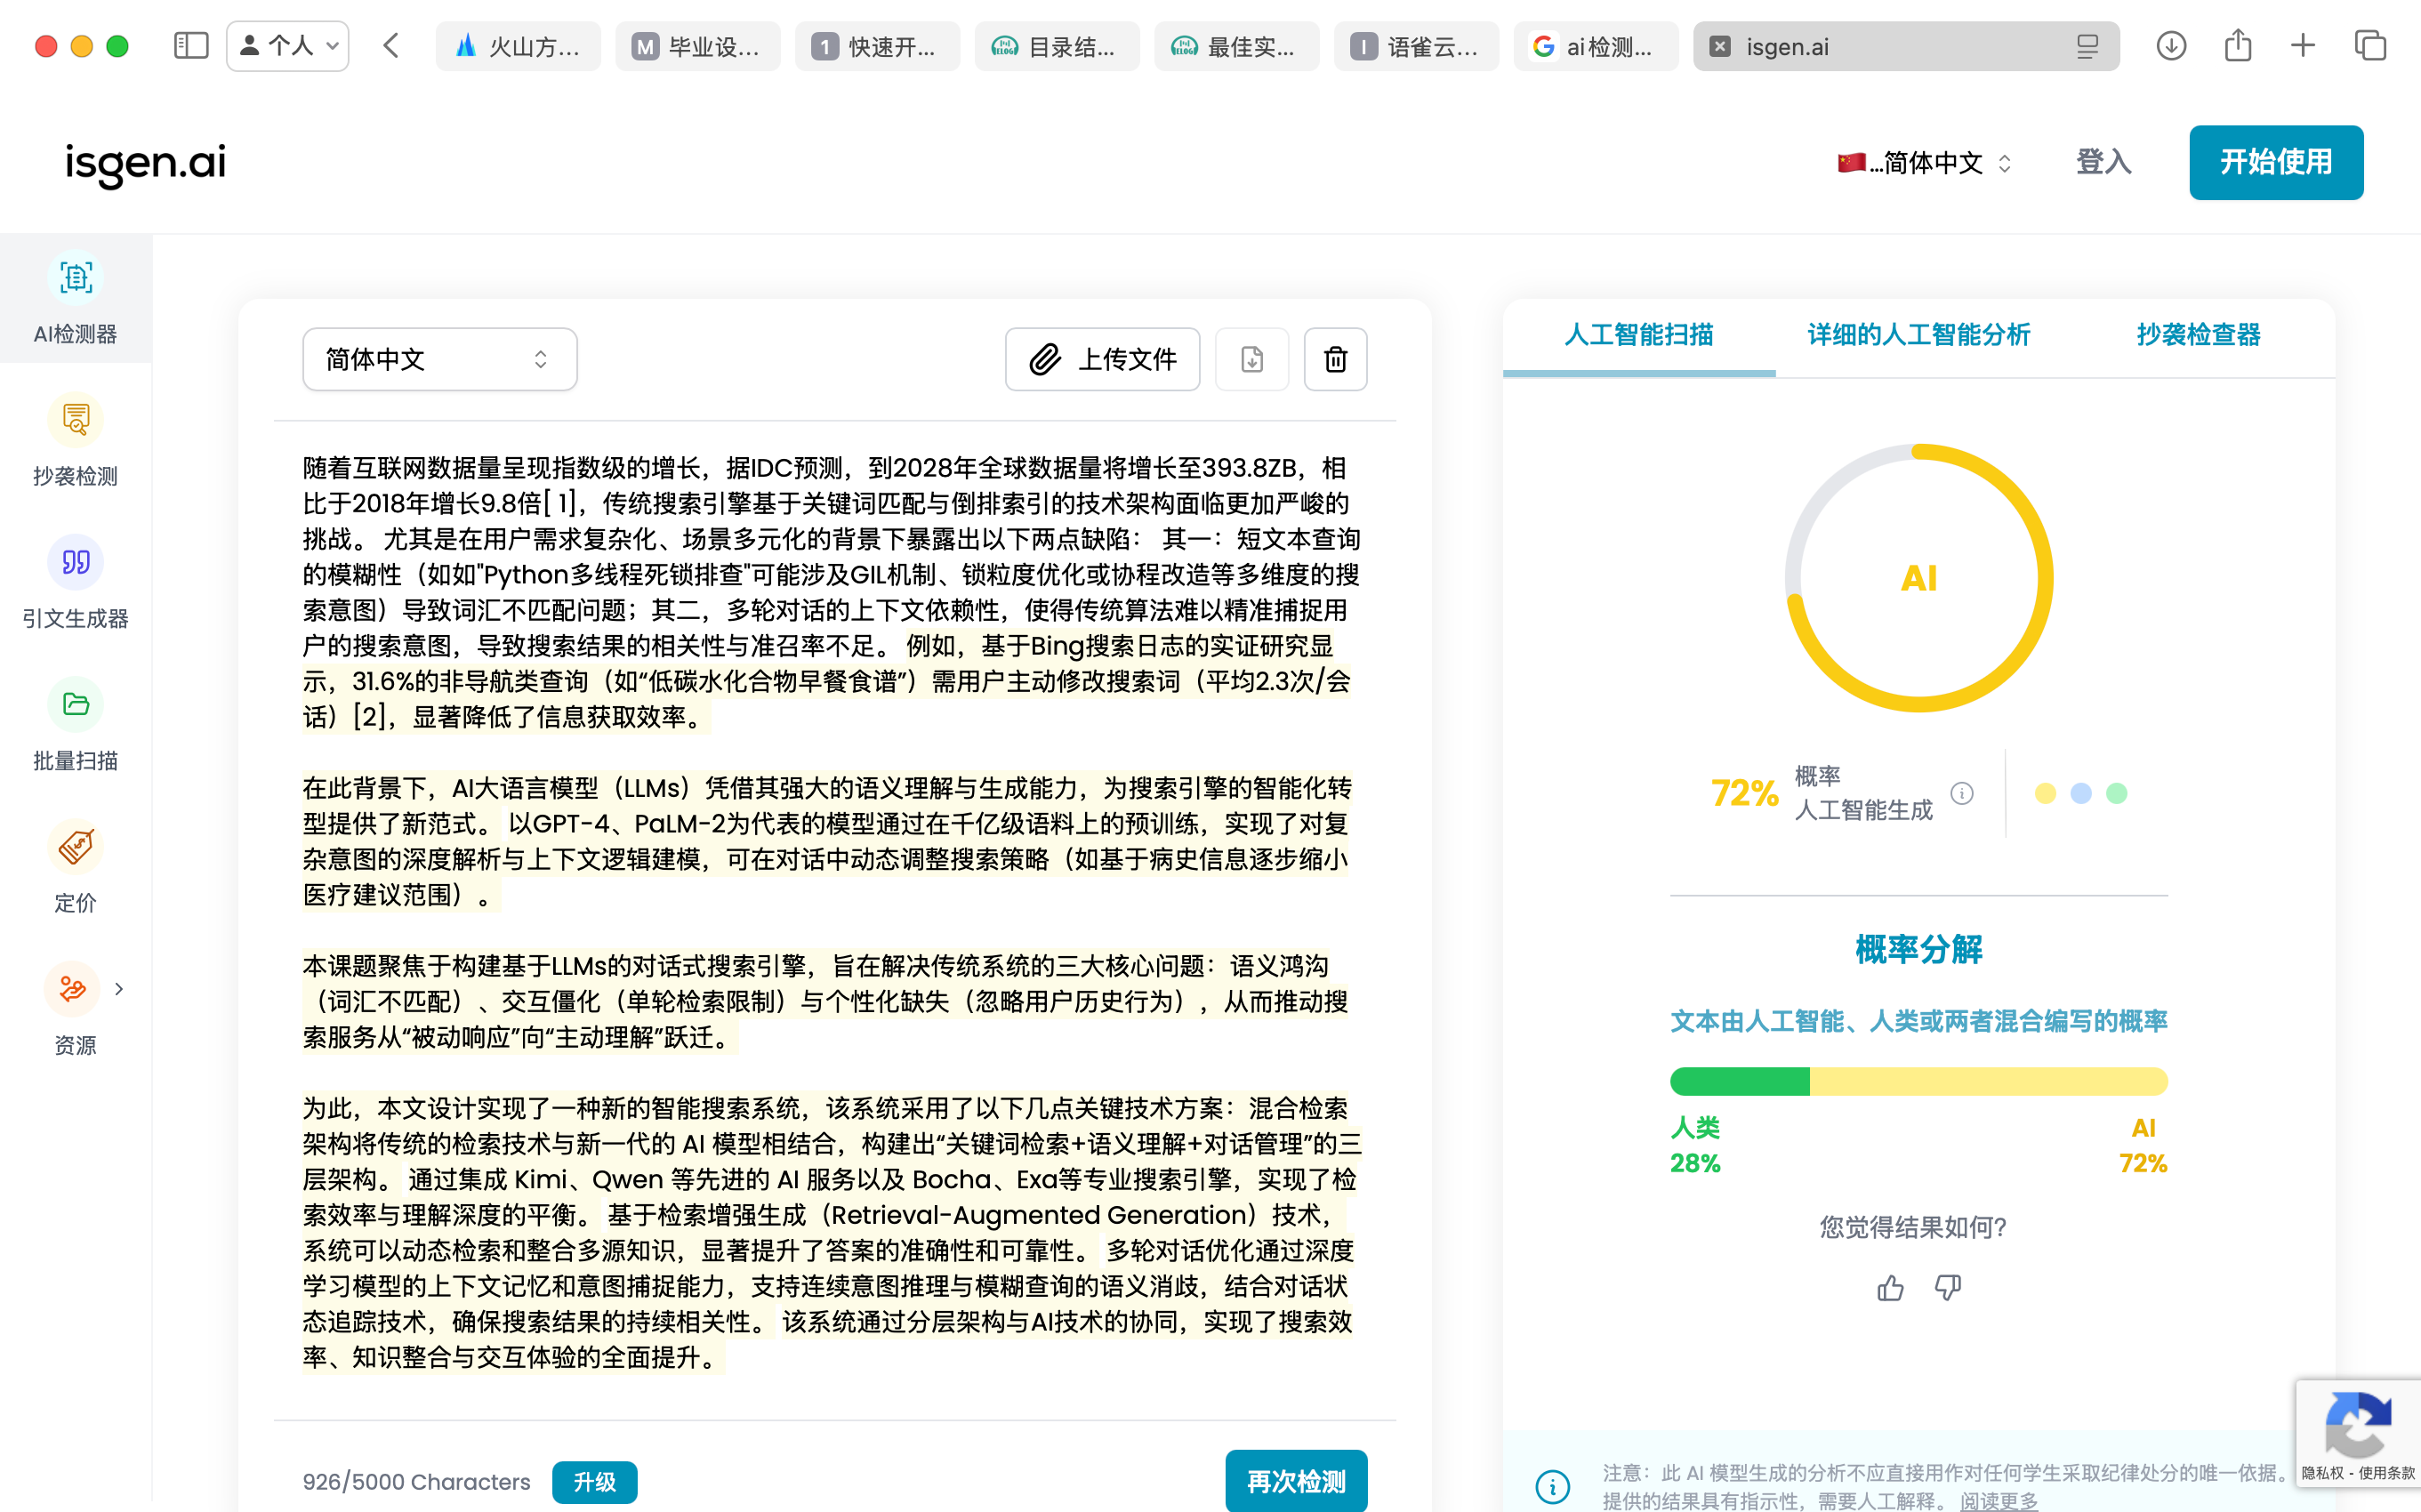 个人
火山方...
M 毕业设...
1 快速开...
目录结...
最佳实...
I 语雀云...
ai检测...
isgen.ai
isgen.ai
...简体中文
登入
开始使用
AI检测器
抄袭检测
引文生成器
批量扫描
定价
资源
简体中文
上传文件
随着互联网数据量呈现指数级的增长，据IDC预测，到2028年全球数据量将增长至393.8ZB，相
比于2018年增长9.8倍[ 1]，传统搜索引擎基于关键词匹配与倒排索引的技术架构面临更加严峻的
挑战。 尤其是在用户需求复杂化、场景多元化的背景下暴露出以下两点缺陷： 其一：短文本查询
的模糊性（如如"Python多线程死锁排查"可能涉及GIL机制、锁粒度优化或协程改造等多维度的搜
索意图）导致词汇不匹配问题；其二，多轮对话的上下文依赖性，使得传统算法难以精准捕捉用
户的搜索意图，导致搜索结果的相关性与准召率不足。 例如，基于Bing搜索日志的实证研究显
示，31.6%的非导航类查询（如“低碳水化合物早餐食谱”）需用户主动修改搜索词（平均2.3次/会
话）[2]，显著降低了信息获取效率。
在此背景下，AI大语言模型（LLMs）凭借其强大的语义理解与生成能力，为搜索引擎的智能化转
型提供了新范式。 以GPT-4、PaLM-2为代表的模型通过在千亿级语料上的预训练，实现了对复
杂意图的深度解析与上下文逻辑建模，可在对话中动态调整搜索策略（如基于病史信息逐步缩小
医疗建议范围）。
本课题聚焦于构建基于LLMs的对话式搜索引擎，旨在解决传统系统的三大核心问题：语义鸿沟
（词汇不匹配）、交互僵化（单轮检索限制）与个性化缺失（忽略用户历史行为），从而推动搜
索服务从“被动响应”向“主动理解”跃迁。
为此，本文设计实现了一种新的智能搜索系统，该系统采用了以下几点关键技术方案：混合检索
架构将传统的检索技术与新一代的 AI 模型相结合，构建出“关键词检索+语义理解+对话管理”的三
层架构。 通过集成 Kimi、Qwen 等先进的 AI 服务以及 Bocha、Exa等专业搜索引擎，实现了检
索效率与理解深度的平衡。 基于检索增强生成（Retrieval-Augmented Generation）技术，
系统可以动态检索和整合多源知识，显著提升了答案的准确性和可靠性。 多轮对话优化通过深度
学习模型的上下文记忆和意图捕捉能力，支持连续意图推理与模糊查询的语义消歧，结合对话状
态追踪技术，确保搜索结果的持续相关性。 该系统通过分层架构与AI技术的协同，实现了搜索效
率、知识整合与交互体验的全面提升。
926/5000 Characters
升级
再次检测
人工智能扫描
详细的人工智能分析
抄袭检查器
AI
72%
概率
人工智能生成
概率分解
文本由人工智能、人类或两者混合编写的概率
人类
28%
AI
72%
您觉得结果如何?
注意：此 AI 模型生成的分析不应直接用作对任何学生采取纪律处分的唯一依据。
提供的结果具有指示性，需要人工解释。 阅读更多
隐私权 - 使用条款